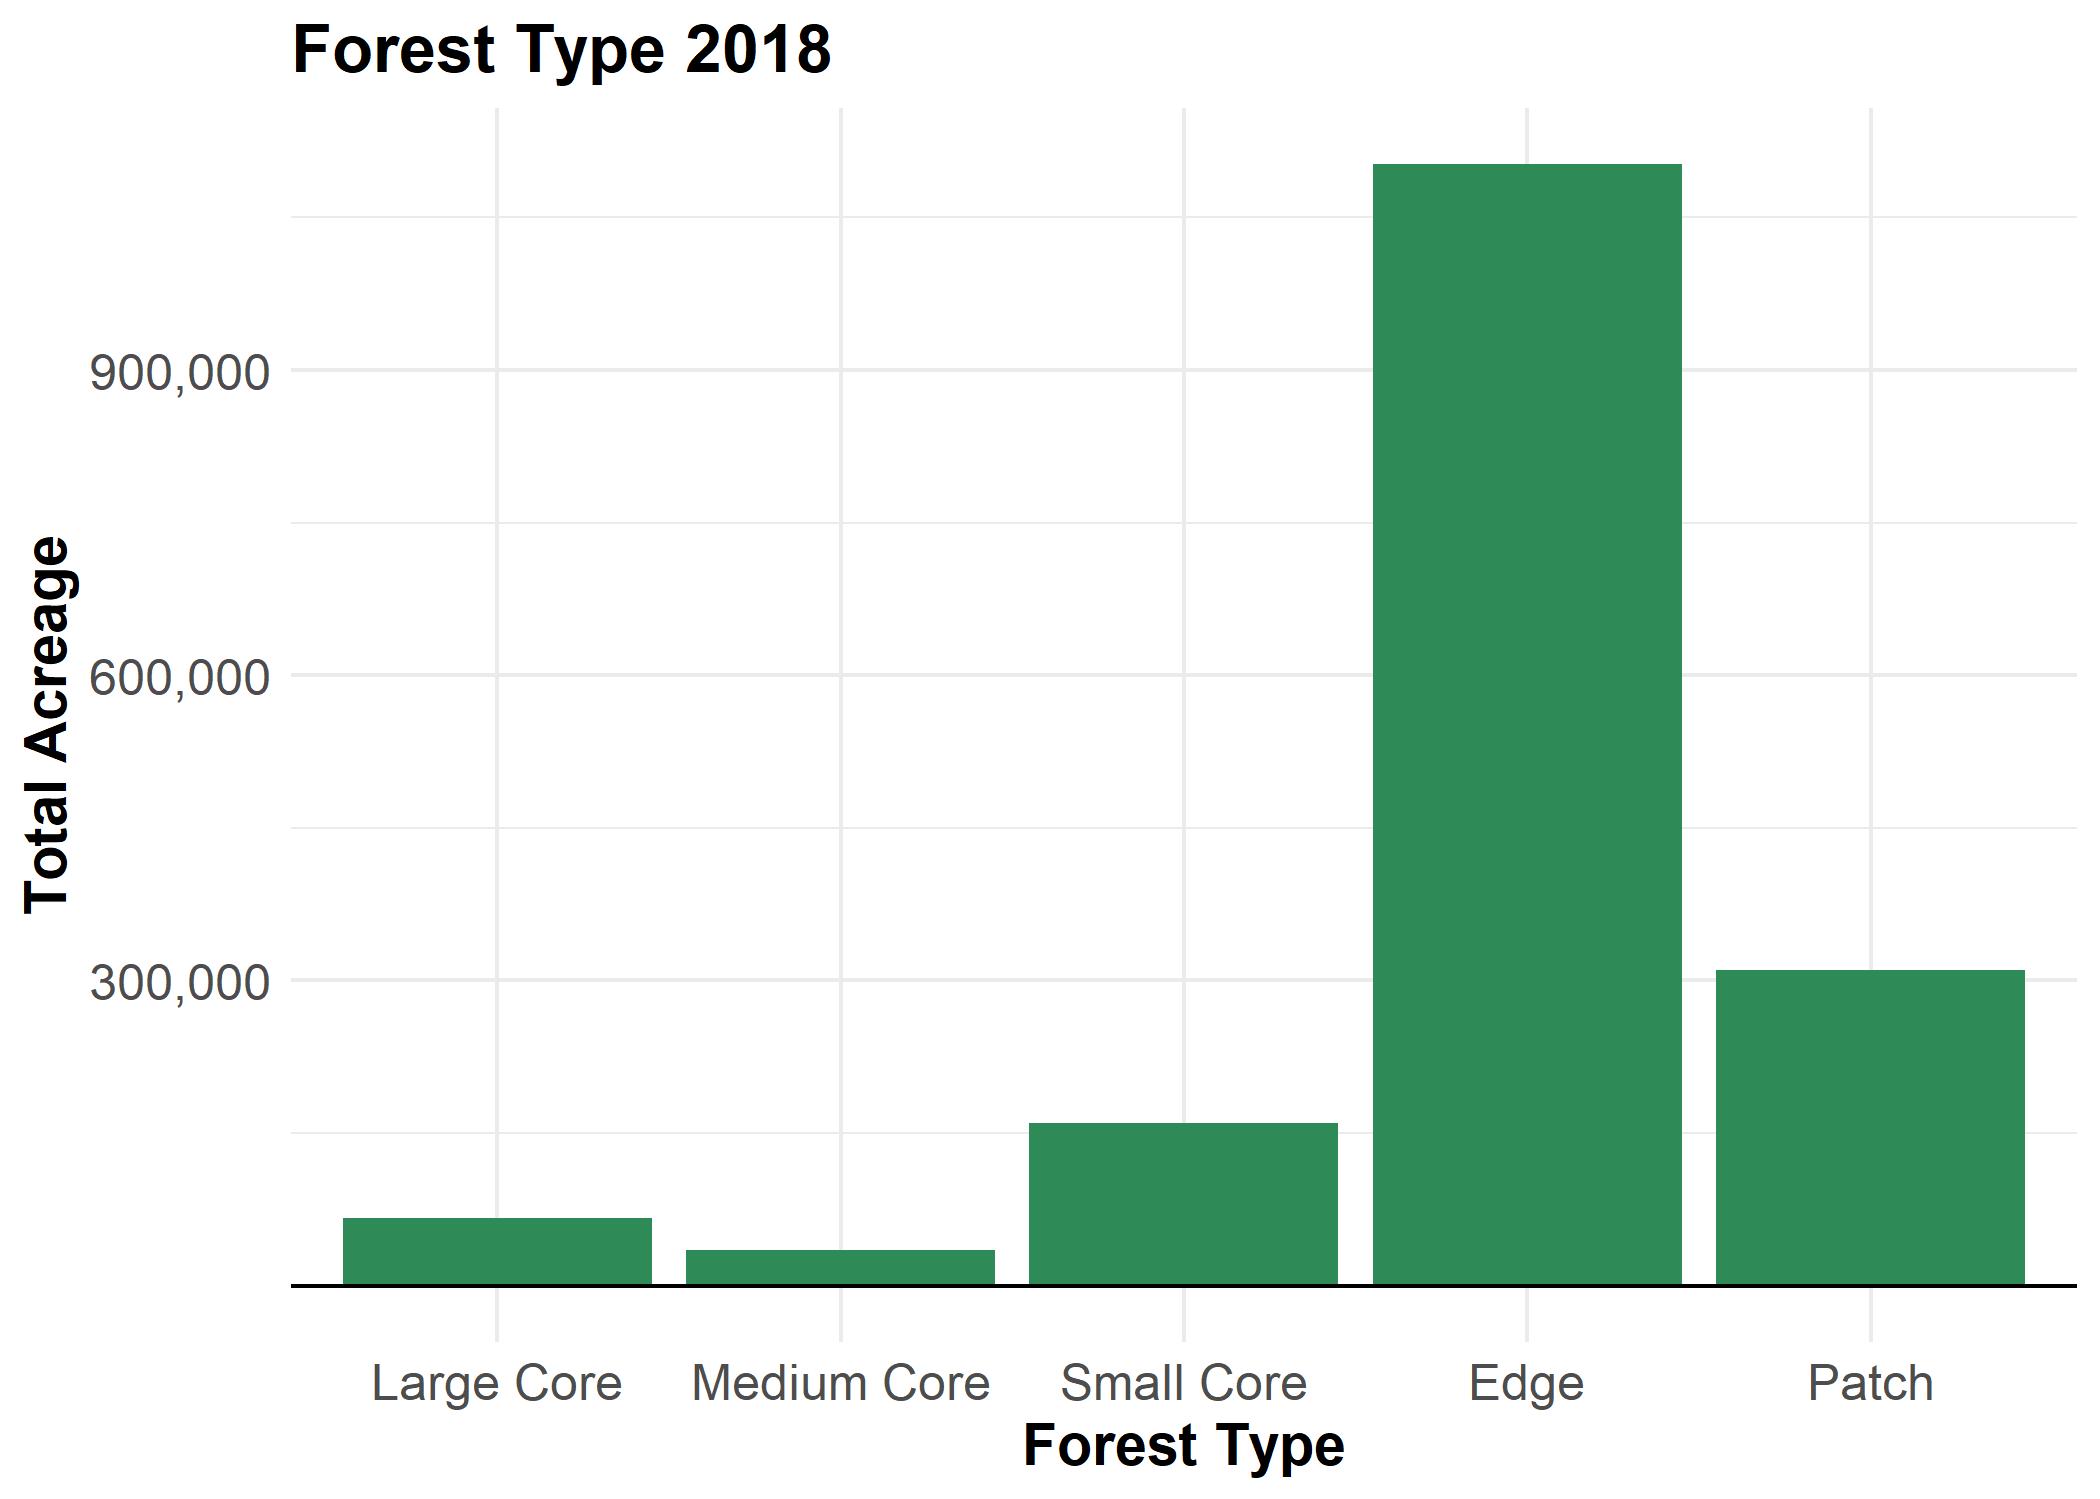 Forest Type 2018
Total Acreage
900,000
600,000
300,000
Large Core
Medium Core
Small Core
Edge
Patch
Forest Type